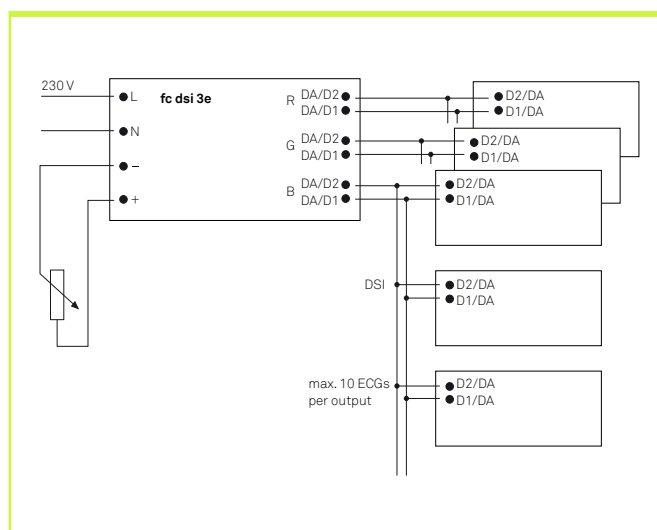 230 V
L
fc dsi 3e
N
–
+
R
DA/D2
DA/D1
G
DA/D2
DA/D1
B
DA/D2
DA/D1
D2/DA
D1/DA
D2/DA
D1/DA
D2/DA
D1/DA
DSI
D2/DA
D1/DA
max. 10 ECGs
per output
D2/DA
D1/DA